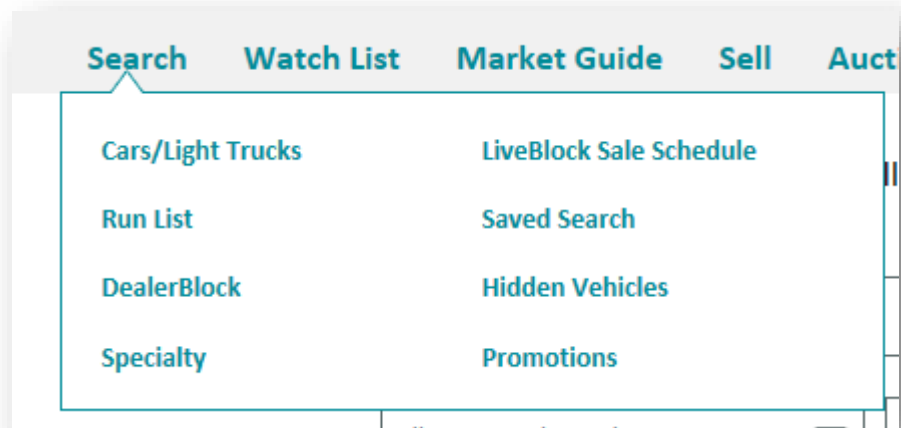 Search Watch List Market Guide Sell Aucti
Cars/Light Trucks LiveBlock Sale Schedule
Run List Saved Search
DealerBlock Hidden Vehicles
Specialty Promotions